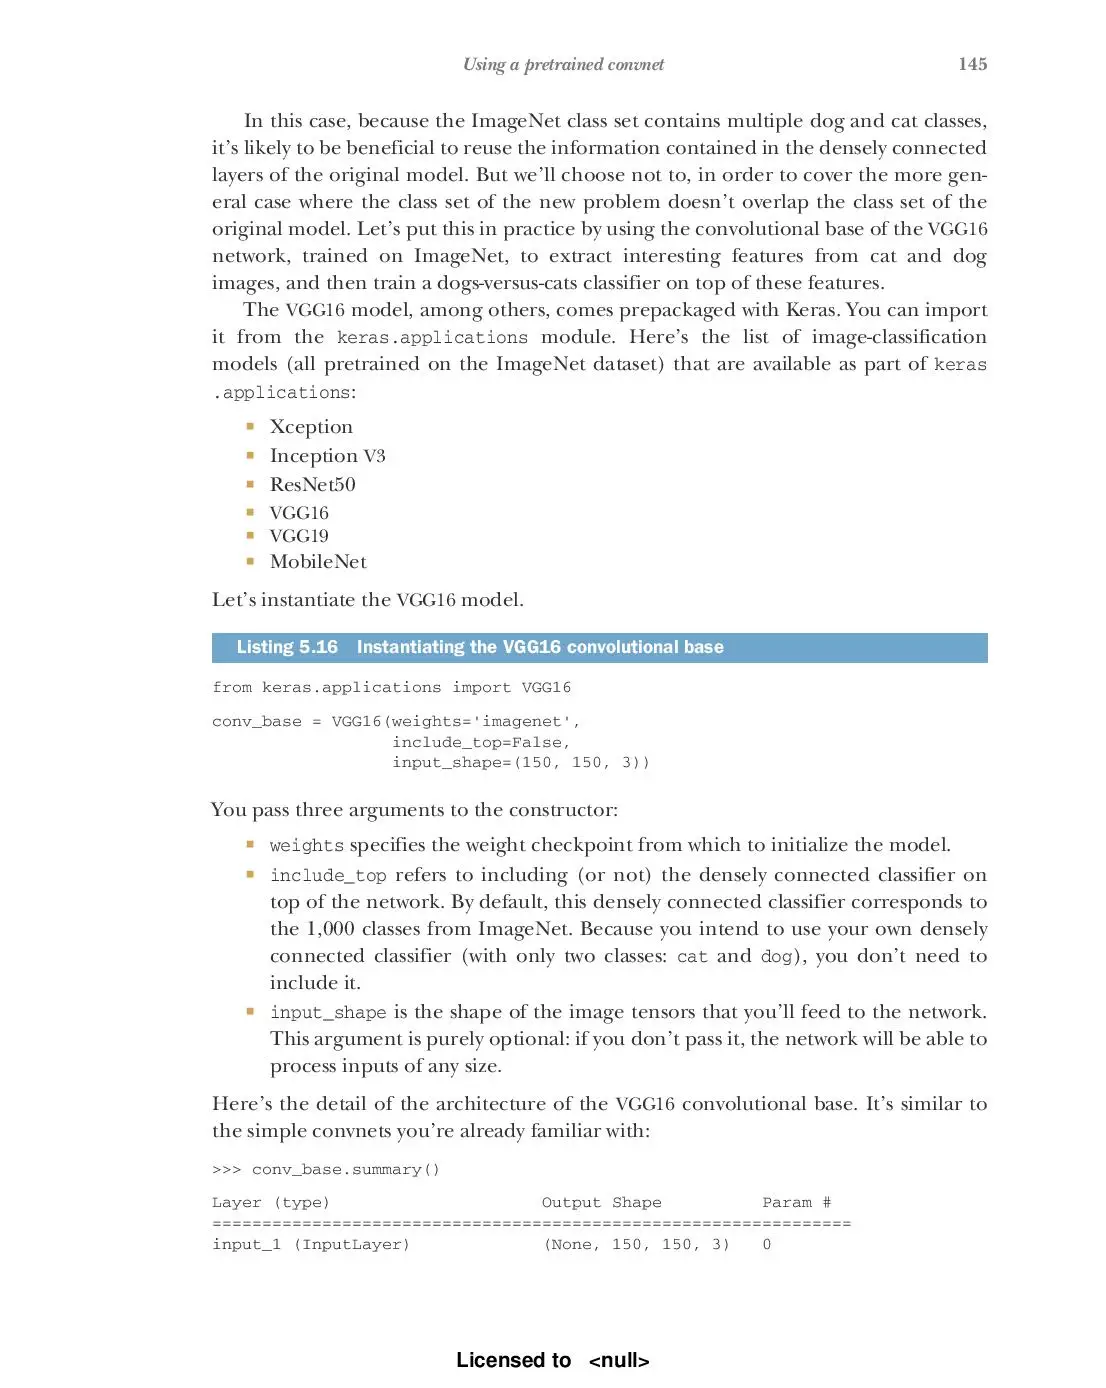 Using a pretrained convnet 145
In this case, because the ImageNet class set contains multiple dog and cat classes,
it's likely to be beneficial to reuse the information contained in the densely connected
layers of the original model. But we'll choose not to, in order to cover the more gen-
eral case where the class set of the new problem doesn't overlap the class set of the
original model. Let's put this in practice by using the convolutional base of the VGG16
network, trained on ImageNet, to extract interesting features from cat and dog
images, and then train a dogs-versus-cats classifier on top of these features.
The VGG16 model, among others, comes prepackaged with Keras. You can import
it from the keras.applications module. Here's the list of image-classification
models (all pretrained on the ImageNet dataset) that are available as part of keras
.applications:
■ Xception
■ Inception V3
■ ResNet50
■ VGG16
■ VGG19
■ MobileNet
Let's instantiate the VGG16 model.
Listing 5.16 Instantiating the VGG16 convolutional base
from keras.applications import VGG16
conv_base = VGG16(weights='imagenet',
                  include_top=False,
                  input_shape=(150, 150, 3))
You pass three arguments to the constructor:
■ weights specifies the weight checkpoint from which to initialize the model.
■ include_top refers to including (or not) the densely connected classifier on
top of the network. By default, this densely connected classifier corresponds to
the 1,000 classes from ImageNet. Because you intend to use your own densely
connected classifier (with only two classes: cat and dog), you don't need to
include it.
■ input_shape is the shape of the image tensors that you'll feed to the network.
This argument is purely optional: if you don't pass it, the network will be able to
process inputs of any size.
Here's the detail of the architecture of the VGG16 convolutional base. It's similar to
the simple convnets you're already familiar with:
>>> conv_base.summary()
Layer (type) Output Shape Param #
================================================================
input_1 (InputLayer) (None, 150, 150, 3) 0
Licensed to <null>